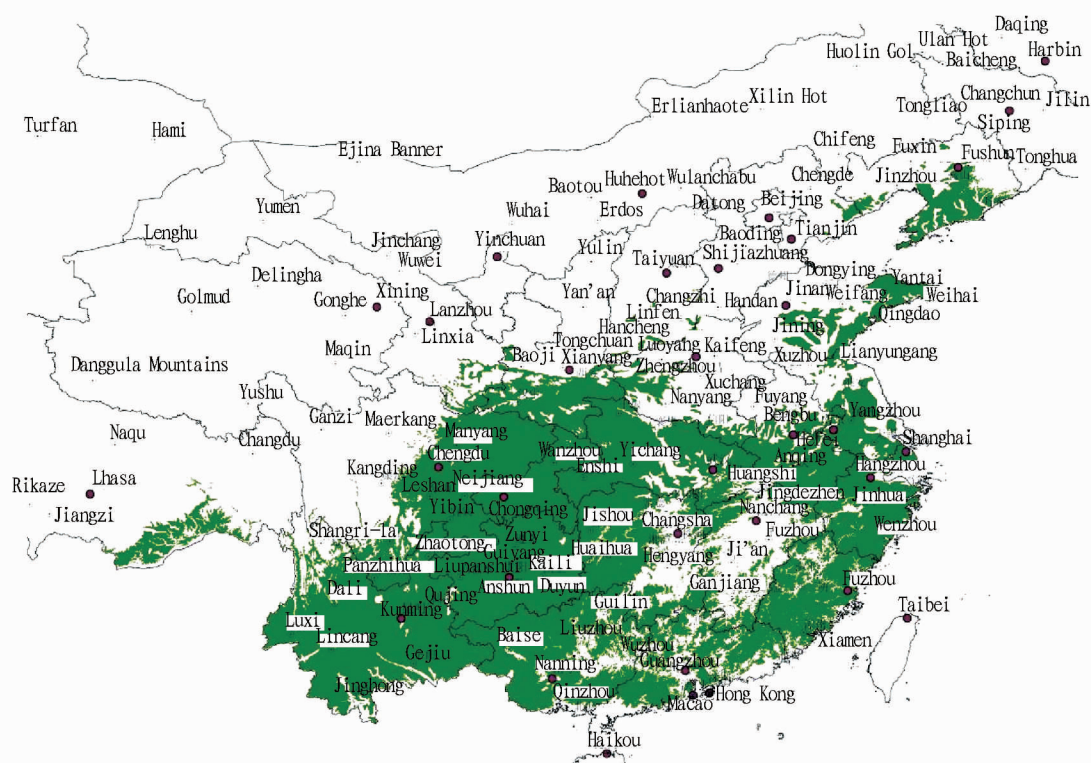 Daqing
Ulan Hot
Huolin Gol
Harbin
Baicheng
Xilin Hot
Changchun
Erlianhaote
Jilin
Tongliao
Turfan
Siping
Hami
Chifeng
Fuxin
Ejina Banner
Fushun
Tonghua
Chengde
Wulanchabu
Huhehot
Jinzhou
Baotou
Datong
Beijing
Yumen
Wuhai
Erdos
Tianjin
Lenghu
Baoding
Jinchang
Yinchuan
Yulin
Shijiazhuang
Wuwei
Taiyuan
Delingha
Dongying
Yantai
Xining
Yan'an
Jinan
Golmud
Changzhi
Weifang
Weihai
Gonghe
Handan
Lanzhou
Linfen
Qingdao
Hancheng
Jining
Linxia
Tongchuan
Luoyang
Kaifeng
Maqin
Baoji
Xianyang
Xuzhou
Lianyungang
Danggula Mountains
Zhengzhou
Xuchang
Yushu
Nanyang
Fuyang
Ganzi
Maerkang
Bengbu
Yangzhou
Naqu
Manyang
Changdu
Hefei
Shanghai
Wanzhou
Yichang
Chengdu
Anqing
Kangding
Enshi
Hangzhou
Lhasa
Neijiang
Huangshi
Rikaze
Leshan
Jingdezhen
Jinhua
Yibin
Chongqing
Jiangzi
Jishou
Nanchang
Changsha
Wenzhou
Shangri-la
Zunyi
Fuzhou
Zhaotong
Guiyang
Huaihua
Ji'an
Panzhihua
Liupanshui
Kaili
Hengyang
Anshun
Duyun
Ganjiang
Fuzhou
Dali
Qujing
Guilin
Kunming
Taibei
Luxi
Liuzhou
Lincang
Baise
Xiamen
Wuzhou
Gejiu
Nanning
Guangzhou
Jinghong
Qinzhou
Hong Kong
Macao
Haikou